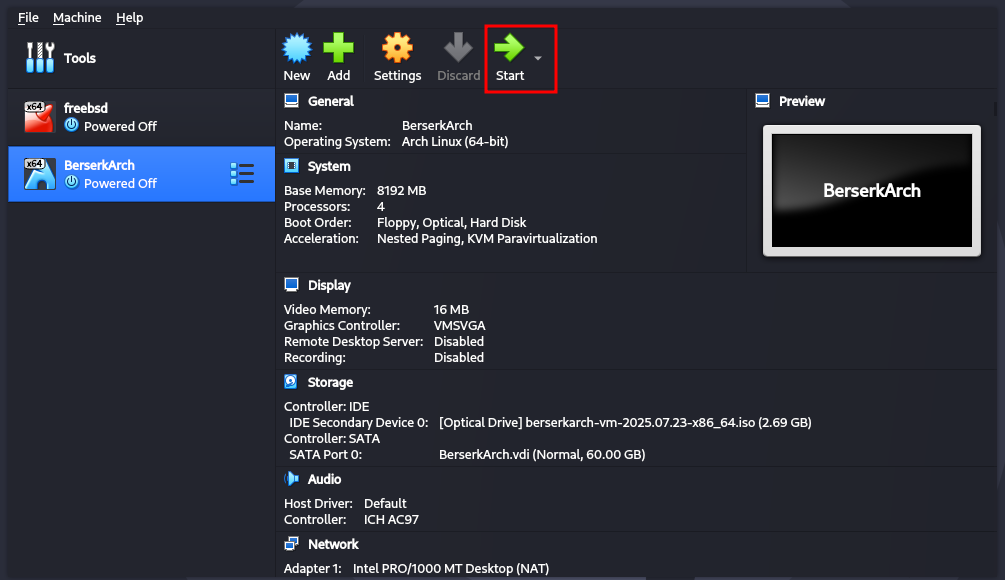 File Machine Help
Tools
New Add Settings Discard Start
x64 freebsd
Powered Off
x64 BerserkArch
Powered Off
General
Name: BerserkArch
Operating System: Arch Linux (64-bit)
System
Base Memory: 8192 MB
Processors: 4
Boot Order: Floppy, Optical, Hard Disk
Acceleration: Nested Paging, KVM Paravirtualization
Preview
BerserkArch
Display
Video Memory: 16 MB
Graphics Controller: VMSVGA
Remote Desktop Server: Disabled
Recording: Disabled
Storage
Controller: IDE
IDE Secondary Device 0: [Optical Drive] berserkarch-vm-2025.07.23-x86_64.iso (2.69 GB)
Controller: SATA
SATA Port 0: BerserkArch.vdi (Normal, 60.00 GB)
Audio
Host Driver: Default
Controller: ICH AC97
Network
Adapter 1: Intel PRO/1000 MT Desktop (NAT)